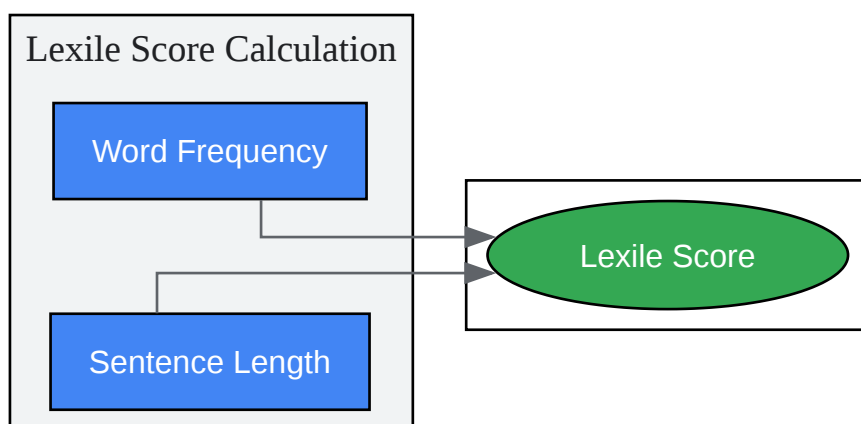 Lexile Score Calculation
Word Frequency
Lexile Score
Sentence Length